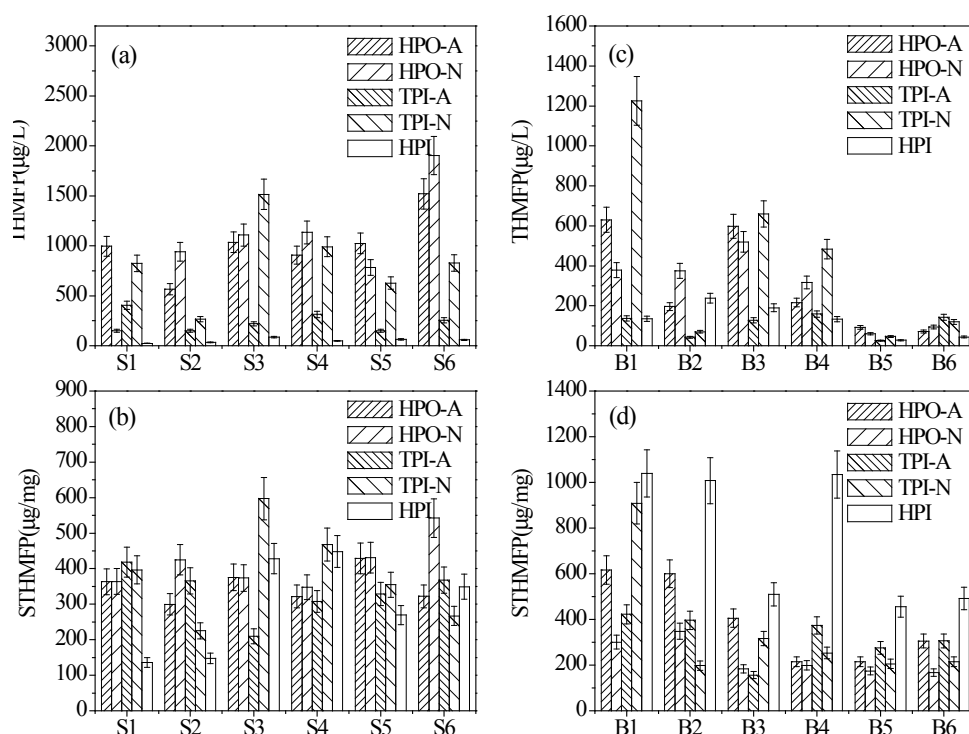 (a)
THMFP(μg/L)
3000
2500
2000
1500
1000
500
0
HPO-A
HPO-N
TPI-A
TPI-N
HPI
S1 S2 S3 S4 S5 S6
(c)
THMFP(μg/L)
1600
1400
1200
1000
800
600
400
200
0
HPO-A
HPO-N
TPI-A
TPI-N
HPI
B1 B2 B3 B4 B5 B6
(b)
STHMFP(μg/mg)
900
800
700
600
500
400
300
200
100
0
HPO-A
HPO-N
TPI-A
TPI-N
HPI
S1 S2 S3 S4 S5 S6
(d)
STHMFP(μg/mg)
1400
1200
1000
800
600
400
200
0
HPO-A
HPO-N
TPI-A
TPI-N
HPI
B1 B2 B3 B4 B5 B6